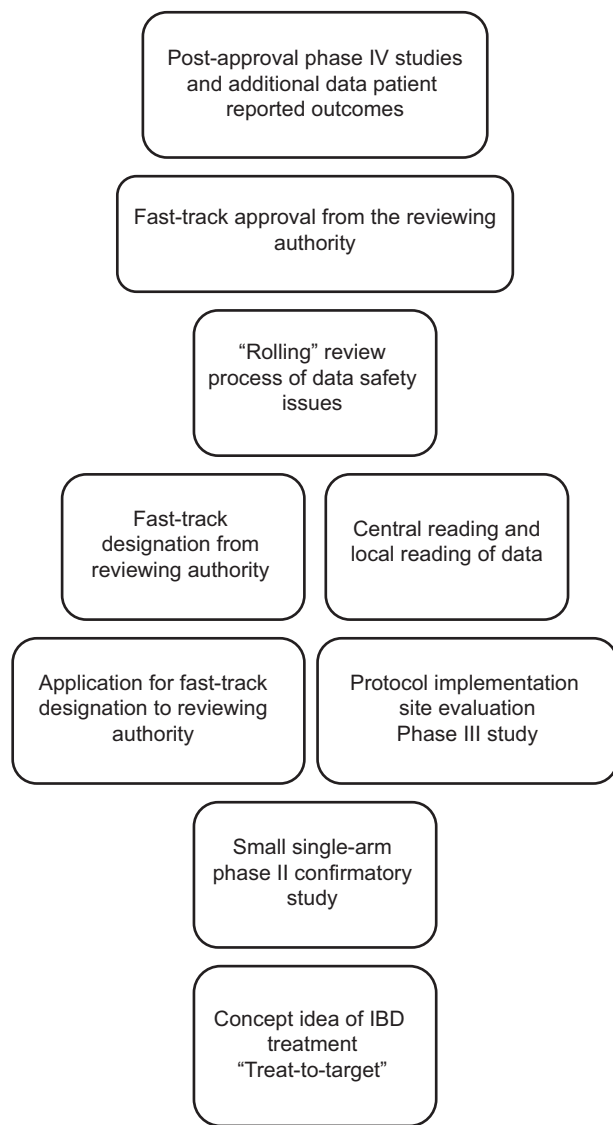 Post-approval phase IV studies
and additional data patient
reported outcomes
Fast-track approval from the reviewing
authority
“Rolling” review
process of data safety
issues
Fast-track
designation from
reviewing authority
Central reading and
local reading of data
Application for fast-track
designation to reviewing
authority
Protocol implementation
site evaluation
Phase III study
Small single-arm
phase II confirmatory
study
Concept idea of IBD
treatment
“Treat-to-target”